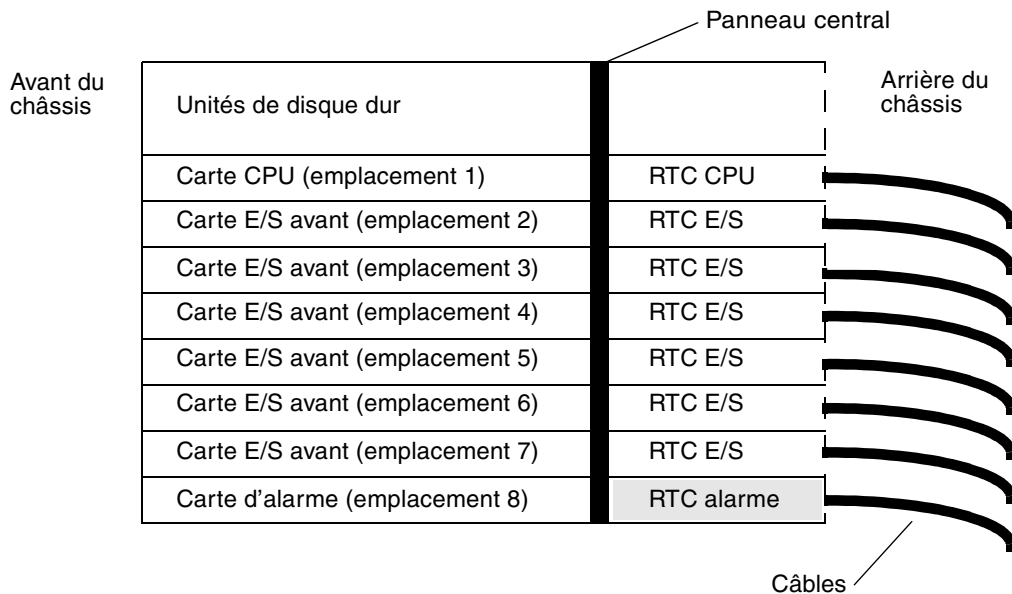 Panneau central
Avant du
châssis
Arrière du
châssis
Unités de disque dur
Carte CPU (emplacement 1) RTC CPU
Carte E/S avant (emplacement 2) RTC E/S
Carte E/S avant (emplacement 3) RTC E/S
Carte E/S avant (emplacement 4) RTC E/S
Carte E/S avant (emplacement 5) RTC E/S
Carte E/S avant (emplacement 6) RTC E/S
Carte E/S avant (emplacement 7) RTC E/S
Carte d'alarme (emplacement 8) RTC alarme
Câbles